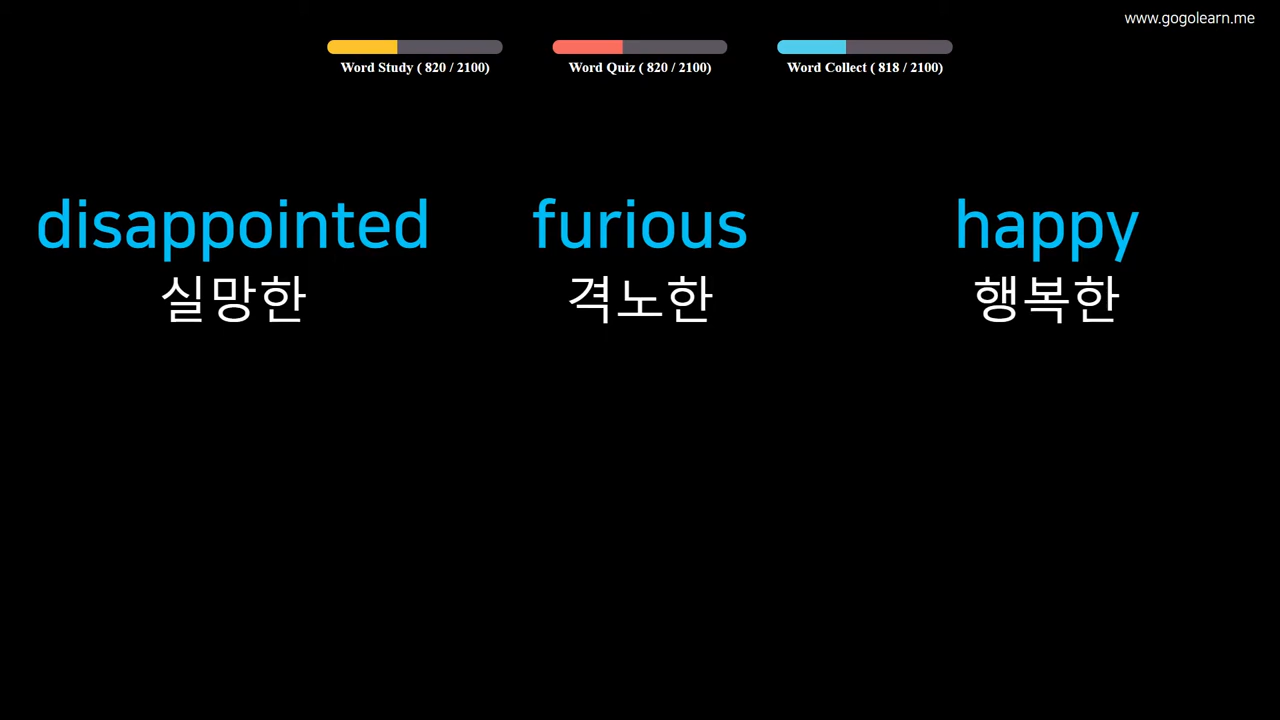 www.gogolearn.me
Word Study ( 820 / 2100)
Word Quiz ( 820 / 2100)
Word Collect ( 818 / 2100)
disappointed
실망한
furious
격노한
happy
행복한